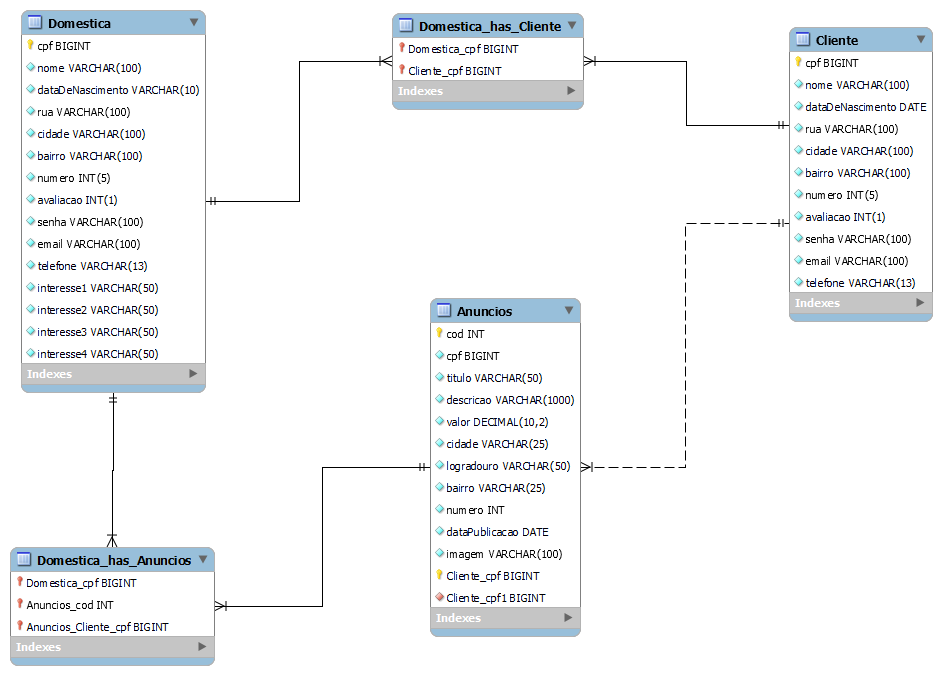 Domestica
cpf BIGINT
nome VARCHAR(100)
dataDeNascimento VARCHAR(10)
rua VARCHAR(100)
cidade VARCHAR(100)
bairro VARCHAR(100)
numero INT(5)
avaliacao INT(1)
senha VARCHAR(100)
email VARCHAR(100)
telefone VARCHAR(13)
interesse1 VARCHAR(50)
interesse2 VARCHAR(50)
interesse3 VARCHAR(50)
interesse4 VARCHAR(50)
Indexes
Domestica_has_Cliente
Domestica_cpf BIGINT
Cliente_cpf BIGINT
Indexes
Cliente
cpf BIGINT
nome VARCHAR(100)
dataDeNascimento DATE
rua VARCHAR(100)
cidade VARCHAR(100)
bairro VARCHAR(100)
numero INT(5)
avaliacao INT(1)
senha VARCHAR(100)
email VARCHAR(100)
telefone VARCHAR(13)
Indexes
Anuncios
cod INT
cpf BIGINT
titulo VARCHAR(50)
descricao VARCHAR(1000)
valor DECIMAL(10,2)
cidade VARCHAR(25)
logradouro VARCHAR(50)
bairro VARCHAR(25)
numero INT
dataPublicacao DATE
imagem VARCHAR(100)
Cliente_cpf BIGINT
Cliente_cpf1 BIGINT
Indexes
Domestica_has_Anuncios
Domestica_cpf BIGINT
Anuncios_cod INT
Anuncios_Cliente_cpf BIGINT
Indexes